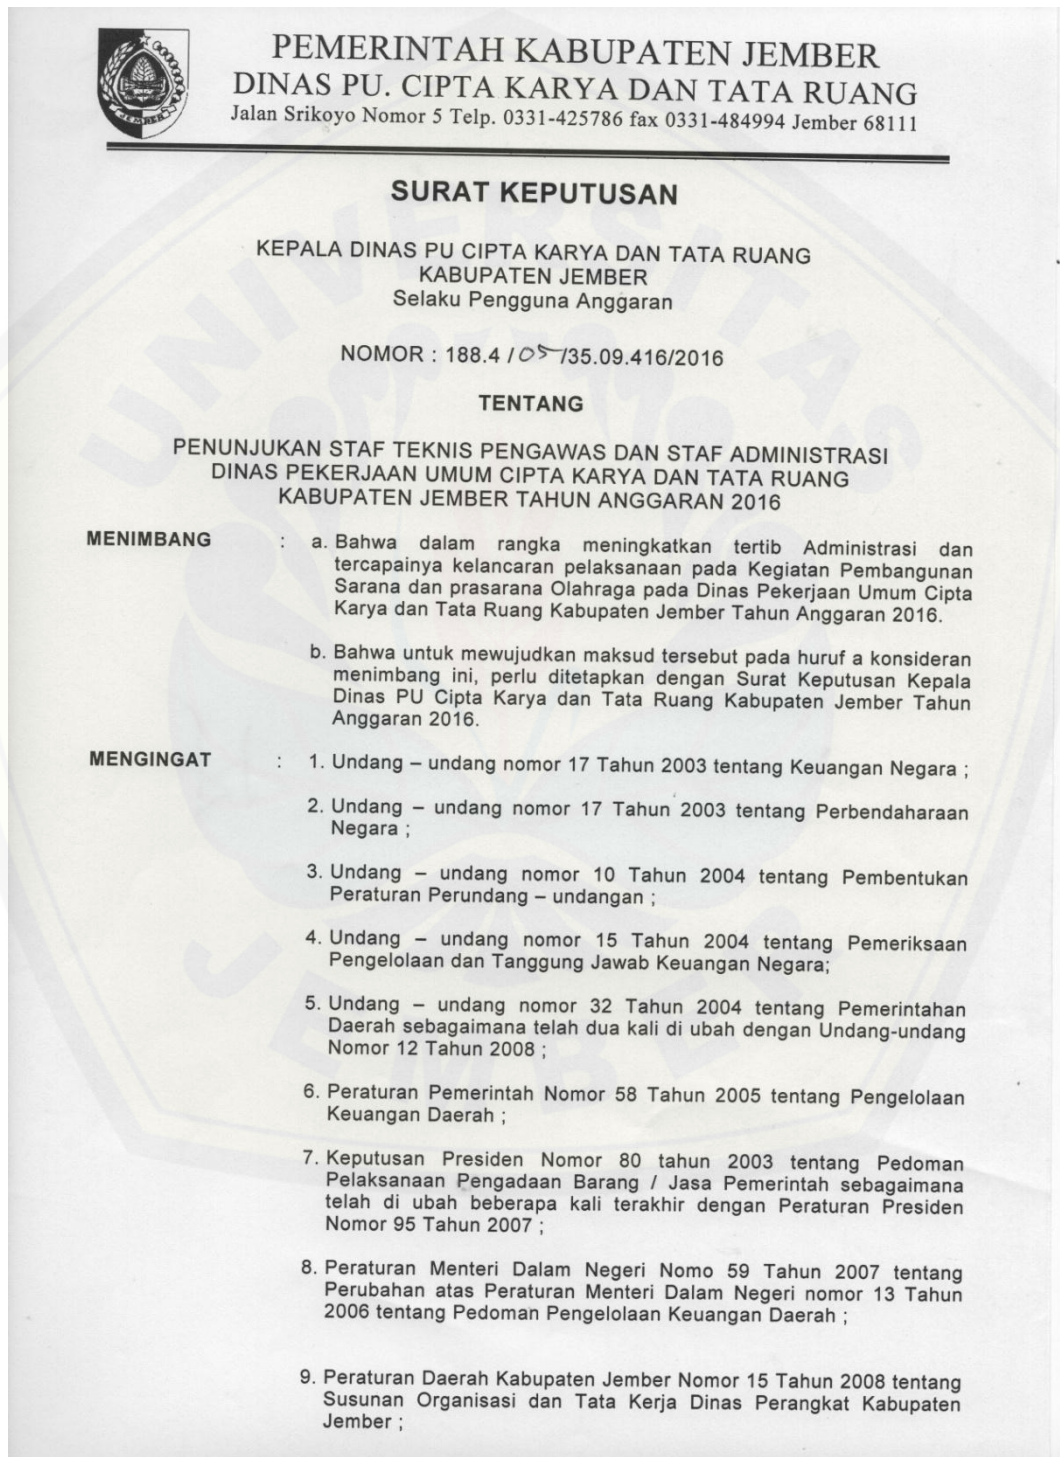 PEMERINTAH KABUPATEN JEMBER
DINAS PU. CIPTA KARYA DAN TATA RUANG
Jalan Srikoyo Nomor 5 Telp. 0331-425786 fax 0331-484994 Jember 68111
JEMBER
SURAT KEPUTUSAN
KEPALA DINAS PU CIPTA KARYA DAN TATA RUANG
KABUPATEN JEMBER
Selaku Pengguna Anggaran
NOMOR : 188.4 / 05 /35.09.416/2016
TENTANG
PENUNJUKAN STAF TEKNIS PENGAWAS DAN STAF ADMINISTRASI
DINAS PEKERJAAN UMUM CIPTA KARYA DAN TATA RUANG
KABUPATEN JEMBER TAHUN ANGGARAN 2016
MENIMBANG : a. Bahwa dalam rangka meningkatkan tertib Administrasi dan
tercapainya kelancaran pelaksanaan pada Kegiatan Pembangunan
Sarana dan prasarana Olahraga pada Dinas Pekerjaan Umum Cipta
Karya dan Tata Ruang Kabupaten Jember Tahun Anggaran 2016.
b. Bahwa untuk mewujudkan maksud tersebut pada huruf a konsideran
menimbang ini, perlu ditetapkan dengan Surat Keputusan Kepala
Dinas PU Cipta Karya dan Tata Ruang Kabupaten Jember Tahun
Anggaran 2016.
MENGINGAT : 1. Undang – undang nomor 17 Tahun 2003 tentang Keuangan Negara ;
2. Undang – undang nomor 17 Tahun 2003 tentang Perbendaharaan
Negara ;
3. Undang – undang nomor 10 Tahun 2004 tentang Pembentukan
Peraturan Perundang – undangan ;
4. Undang – undang nomor 15 Tahun 2004 tentang Pemeriksaan
Pengelolaan dan Tanggung Jawab Keuangan Negara;
5. Undang – undang nomor 32 Tahun 2004 tentang Pemerintahan
Daerah sebagaimana telah dua kali di ubah dengan Undang-undang
Nomor 12 Tahun 2008 ;
6. Peraturan Pemerintah Nomor 58 Tahun 2005 tentang Pengelolaan
Keuangan Daerah ;
7. Keputusan Presiden Nomor 80 tahun 2003 tentang Pedoman
Pelaksanaan Pengadaan Barang / Jasa Pemerintah sebagaimana
telah di ubah beberapa kali terakhir dengan Peraturan Presiden
Nomor 95 Tahun 2007 ;
8. Peraturan Menteri Dalam Negeri Nomo 59 Tahun 2007 tentang
Perubahan atas Peraturan Menteri Dalam Negeri nomor 13 Tahun
2006 tentang Pedoman Pengelolaan Keuangan Daerah ;
9. Peraturan Daerah Kabupaten Jember Nomor 15 Tahun 2008 tentang
Susunan Organisasi dan Tata Kerja Dinas Perangkat Kabupaten
Jember ;
UNIVERSITAS
JEMBER